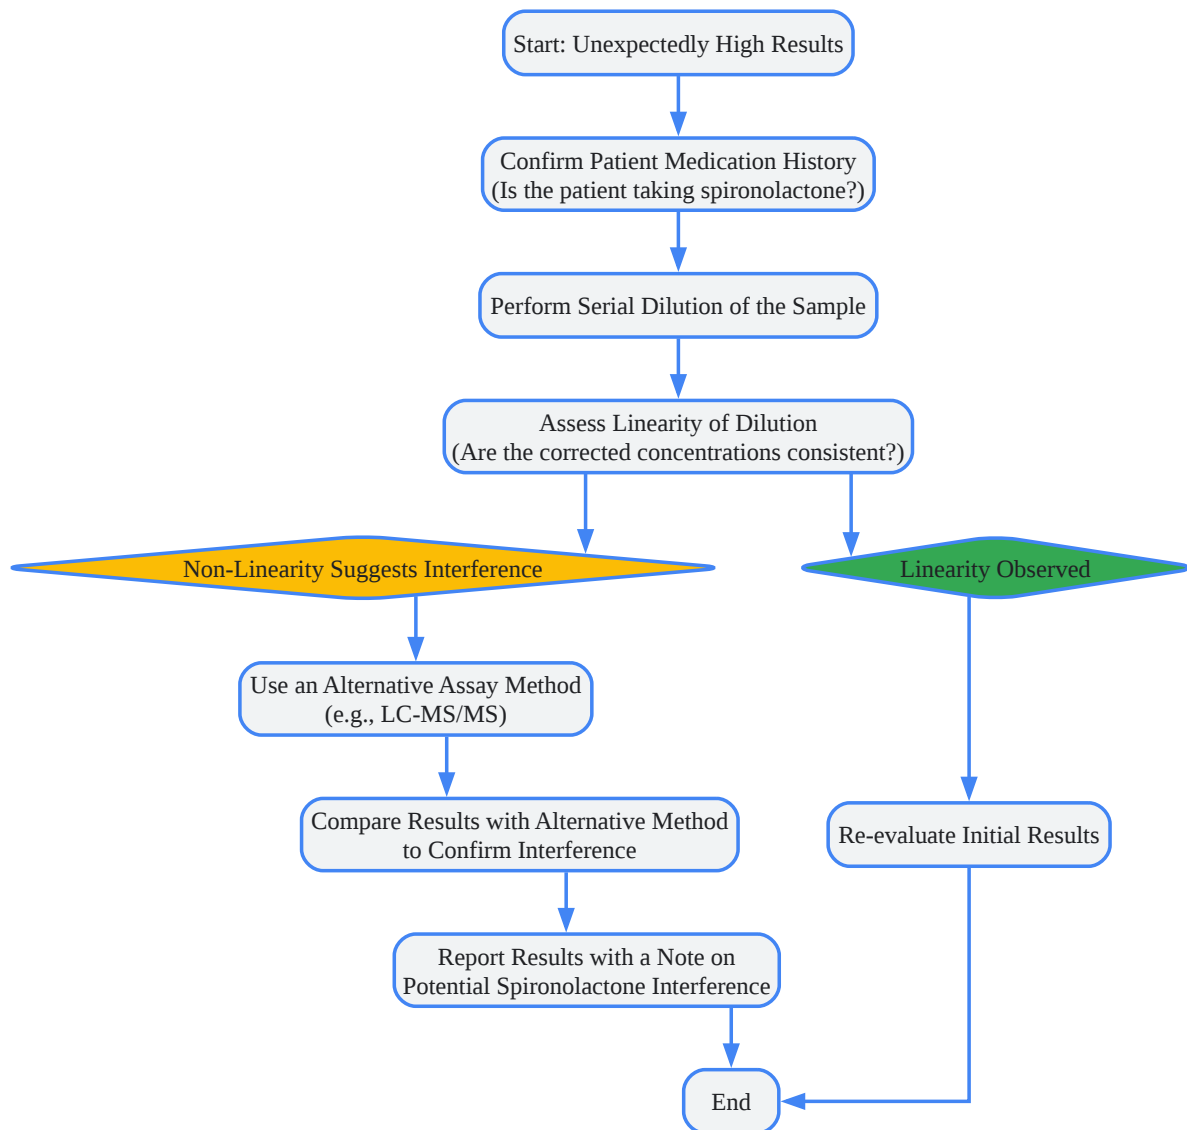 Start: Unexpectedly High Results
Confirm Patient Medication History
(Is the patient taking spironolactone?)
Perform Serial Dilution of the Sample
Assess Linearity of Dilution
(Are the corrected concentrations consistent?)
Non-Linearity Suggests Interference
Linearity Observed
Use an Alternative Assay Method
(e.g., LC-MS/MS)
Compare Results with Alternative Method
to Confirm Interference
Re-evaluate Initial Results
Report Results with a Note on
Potential Spironolactone Interference
End